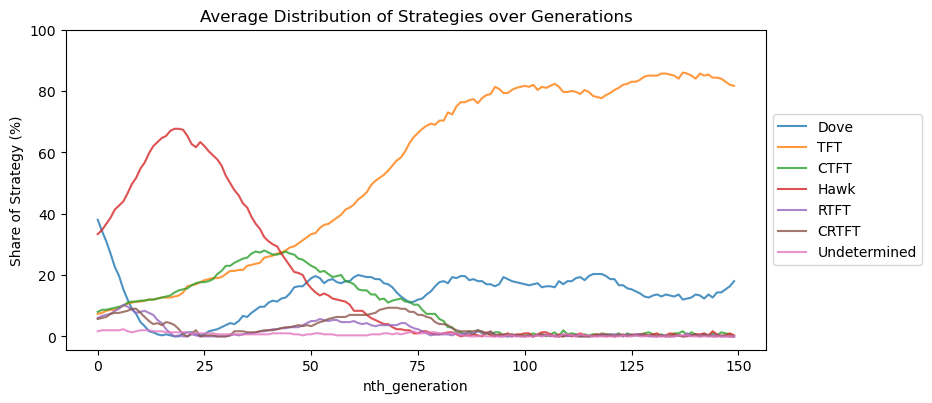 Average Distribution of Strategies over Generations
Share of Strategy (%)
100
80
60
40
20
0
0 25 50 75 100 125 150
nth_generation
Dove
TFT
CTFT
Hawk
RTFT
CRTFT
Undetermined